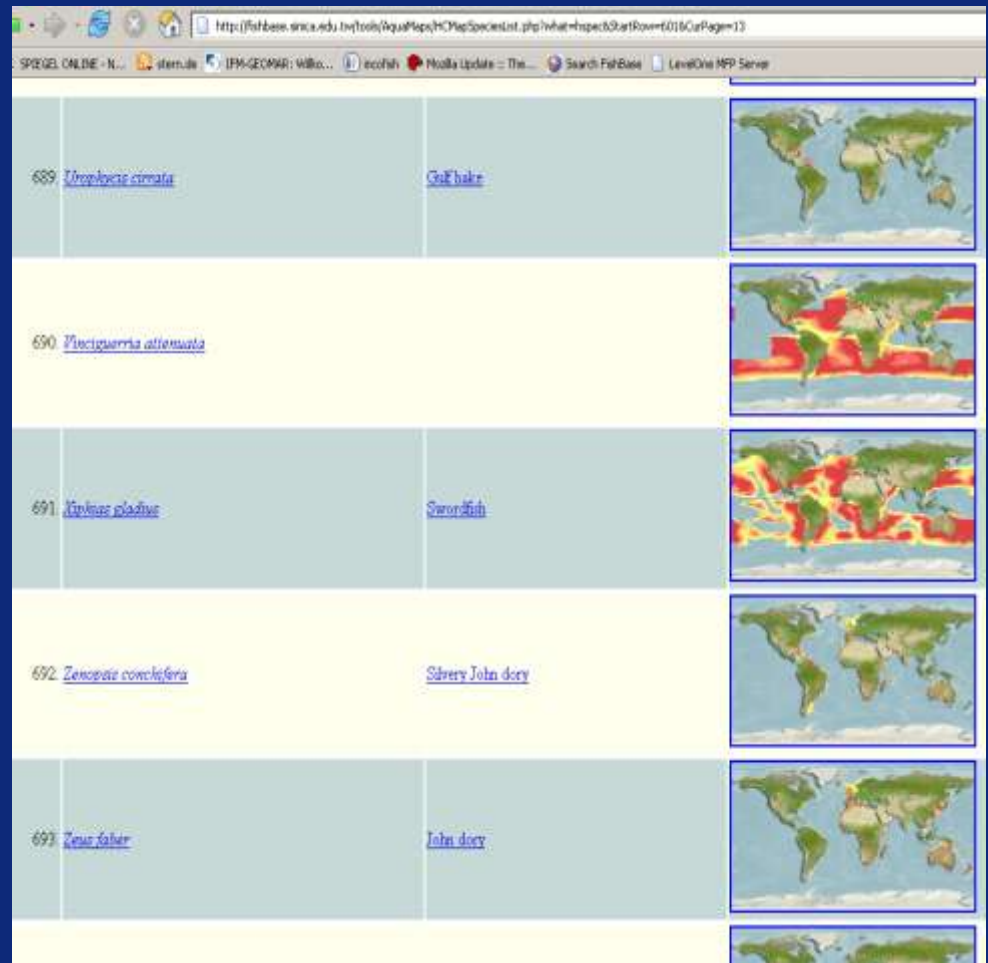 http://fishbase.sinica.edu.tw/tools/AquaMaps/HCMapSpeciesList.php?what=hspec&StartRow=601&CurPage=13
SPIEGEL ONLINE - N... stern.de IFM-GEOMAR: Willko... incofish Mozilla Update :: The... Search FishBase LevelOne MFP Server
689. Urophycis cirrata Gulf hake
690. Vinciguerria attenuata
691. Xiphias gladius Swordfish
692. Zenopsis conchifera Silvery John dory
693. Zeus faber John dory